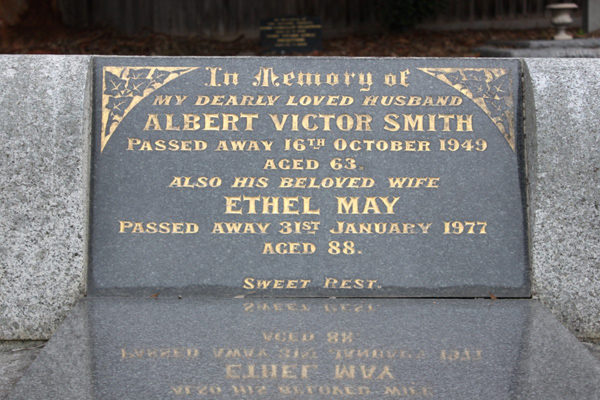 In Memory of
MY DEARLY LOVED HUSBAND
ALBERT VICTOR SMITH
PASSED AWAY 16TH OCTOBER 1949
AGED 63.
ALSO HIS BELOVED WIFE
ETHEL MAY
PASSED AWAY 31ST JANUARY 1977
AGED 88.
SWEET REST.